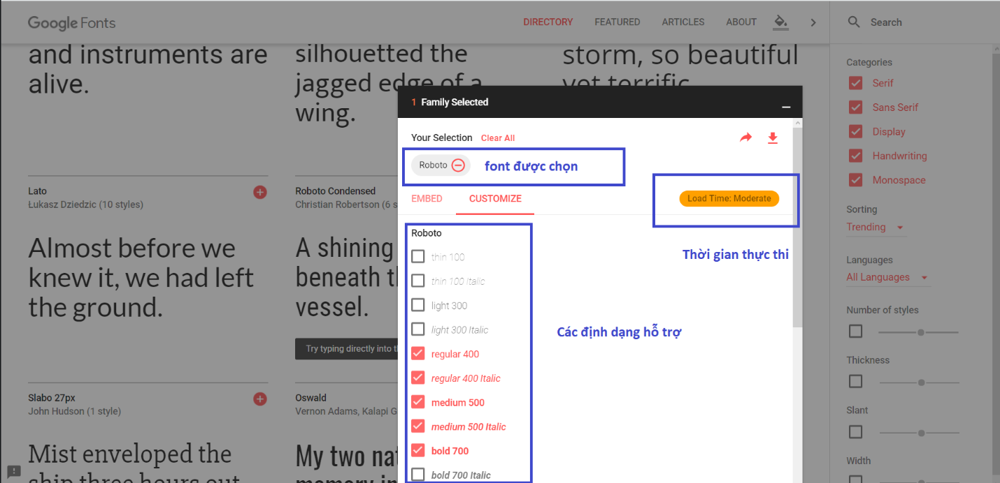 Google Fonts
DIRECTORY
FEATURED
ARTICLES
ABOUT
Search
and instruments are
alive.
silhouetted the
jagged edge of a
wing.
storm, so beautiful
yet terrific.
Lato
Łukasz Dziedzic (10 styles)
Roboto Condensed
Christian Robertson (6 s
Almost before we
knew it, we had left
the ground.
A shining
beneath th
vessel.
Try typing directly into t
Slabo 27px
John Hudson (1 style)
Oswald
Vernon Adams, Kalapi G
Mist enveloped the
ship three hours out
My two nat
memory in
1 Family Selected
Your Selection
Clear All
Roboto
font được chọn
EMBED
CUSTOMIZE
Load Time: Moderate
Thời gian thực thi
Roboto
thin 100
thin 100 Italic
light 300
light 300 Italic
regular 400
regular 400 Italic
medium 500
medium 500 Italic
bold 700
bold 700 Italic
Các định dạng hỗ trợ
Categories
Serif
Sans Serif
Display
Handwriting
Monospace
Sorting
Trending
Languages
All Languages
Number of styles
Thickness
Slant
Width